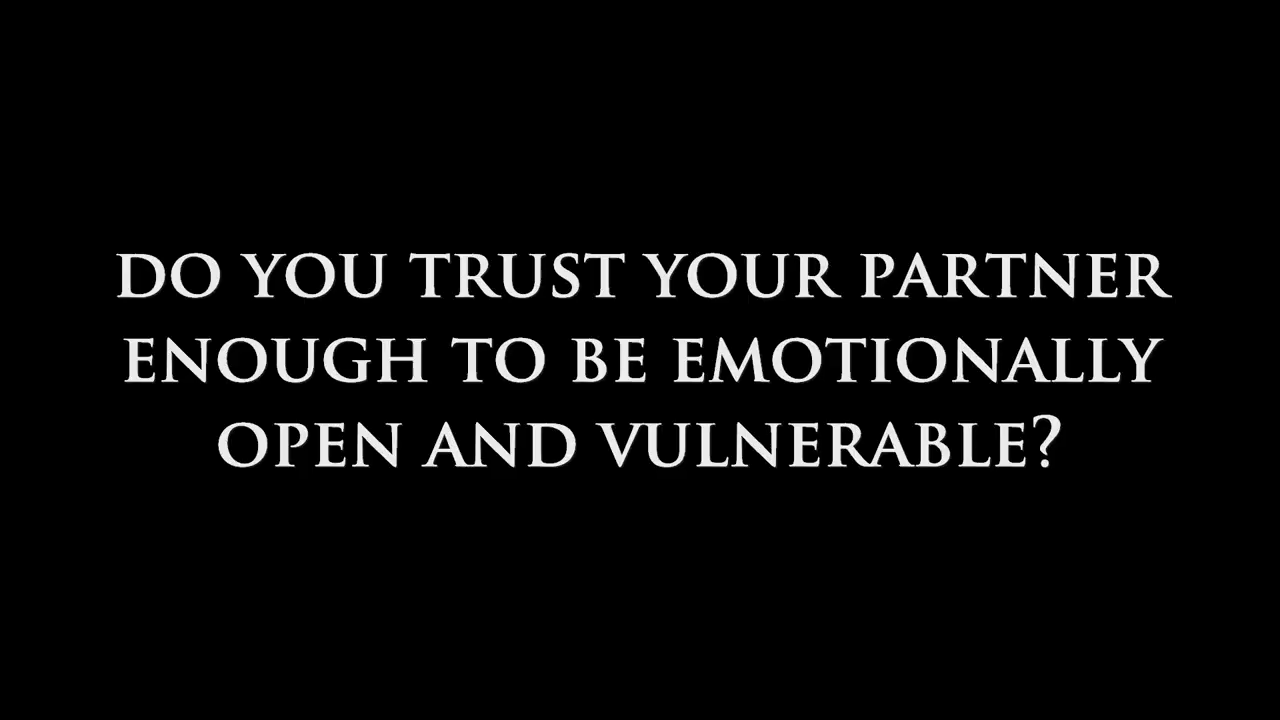 DO YOU TRUST YOUR PARTNER
ENOUGH TO BE EMOTIONALLY
OPEN AND VULNERABLE?